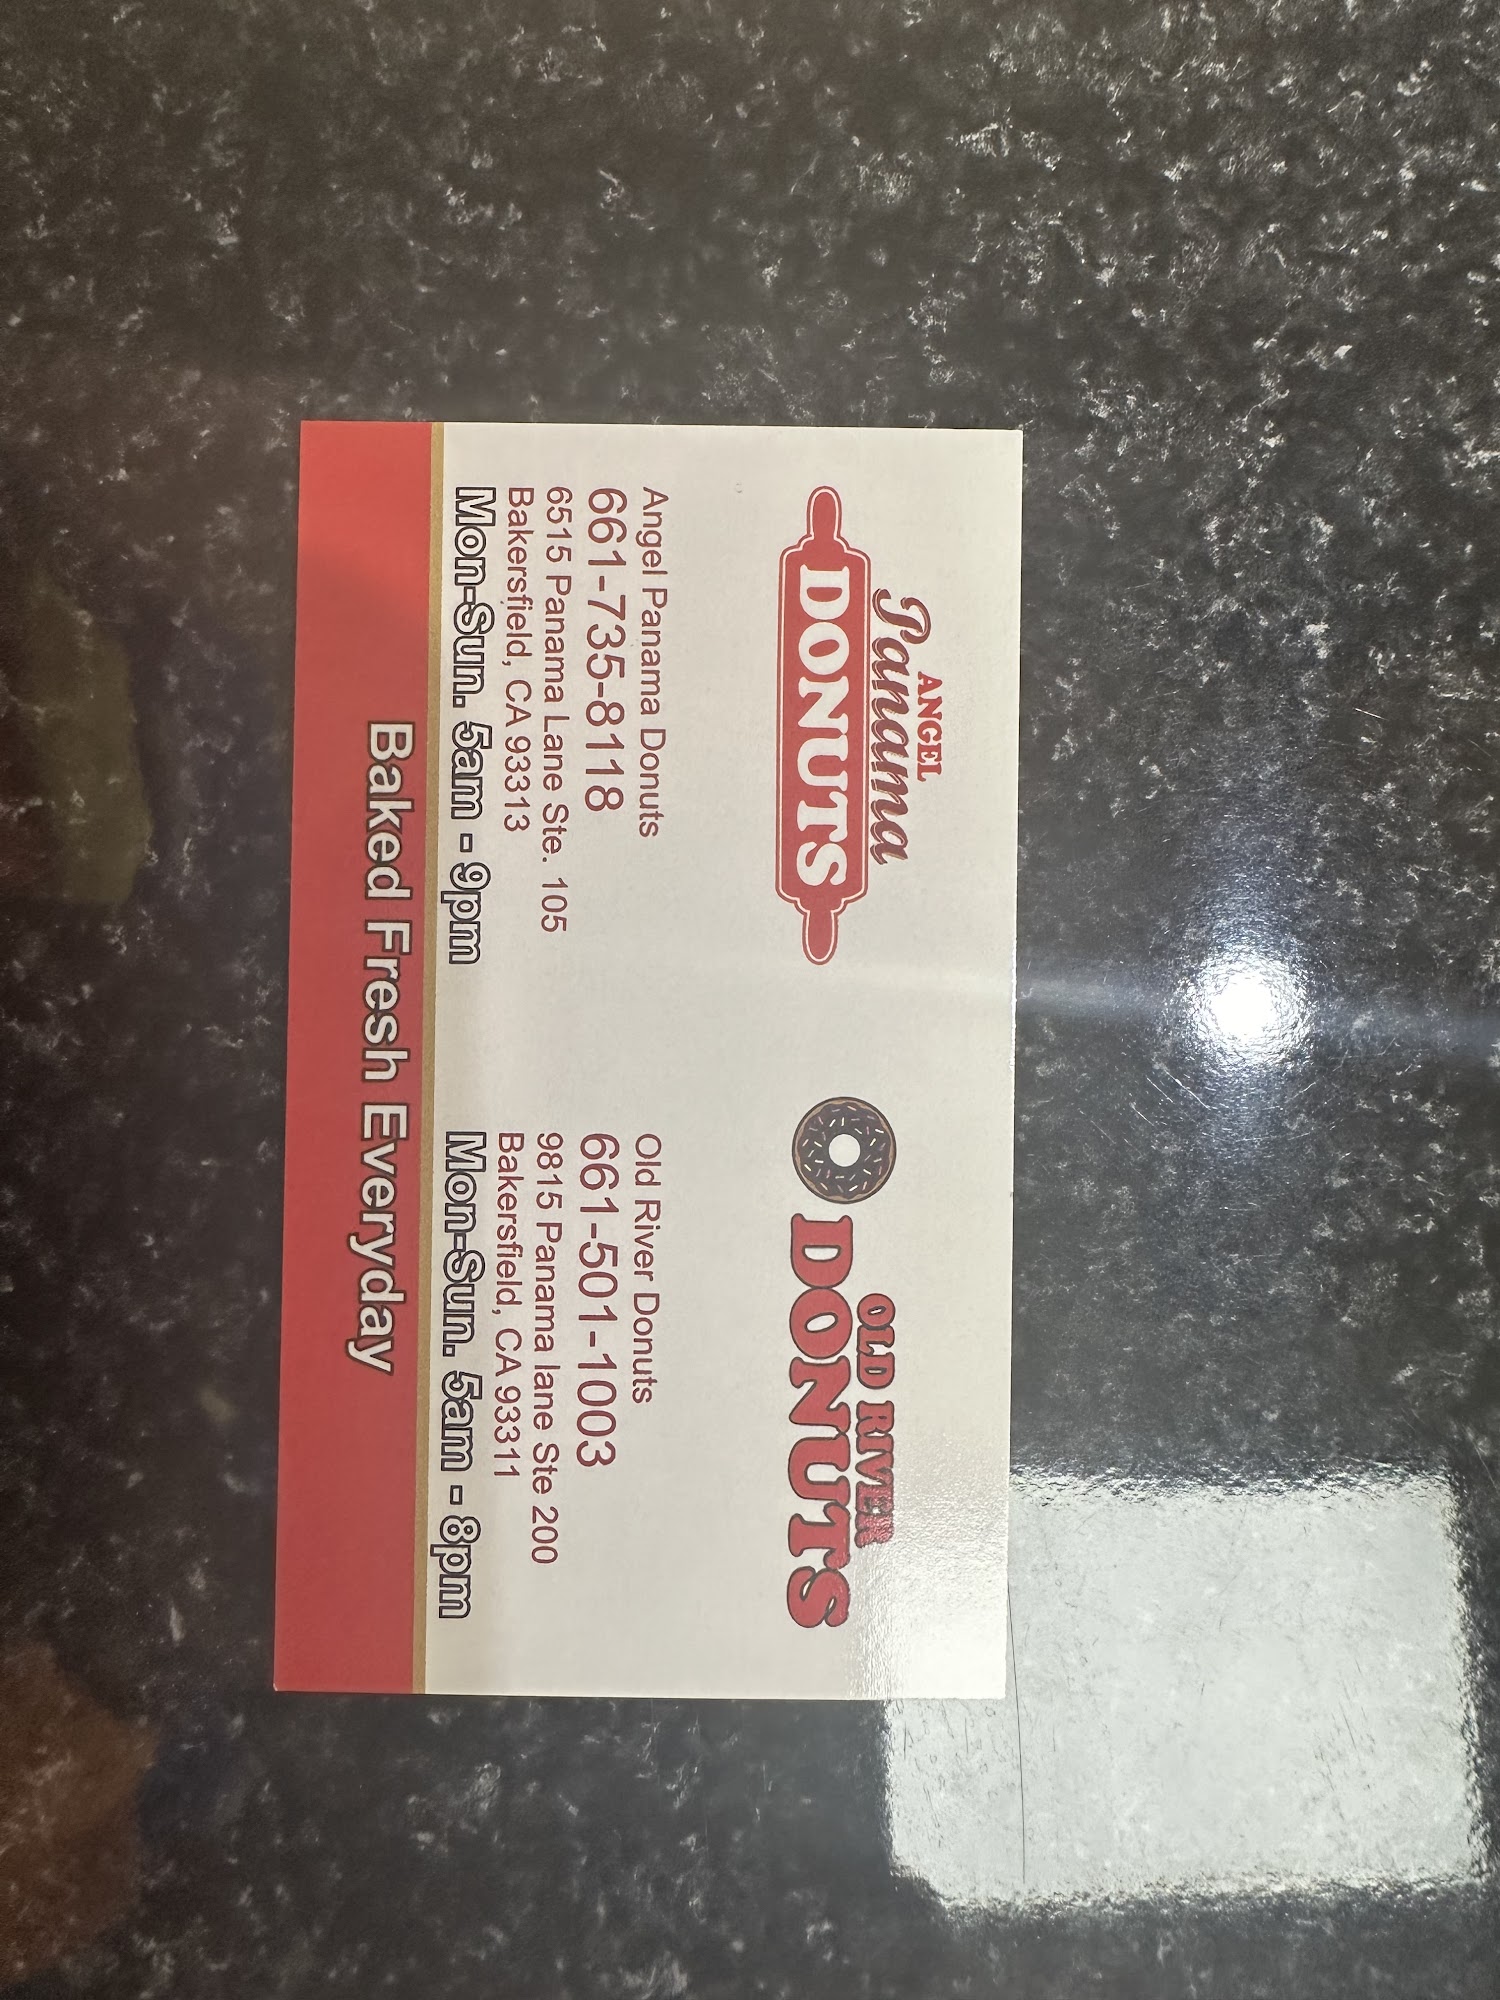 ANGEL
Panama
DONUTS
Angel Panama Donuts
661-735-8118
6515 Panama Lane Ste. 105
Bakersfield, CA 93313
Mon-Sun. 5am - 9pm
OLD RIVER
DONUTS
Old River Donuts
661-501-1003
9815 Panama lane Ste 200
Bakersfield, CA 93311
Mon-Sun. 5am - 8pm
Baked Fresh Everyday